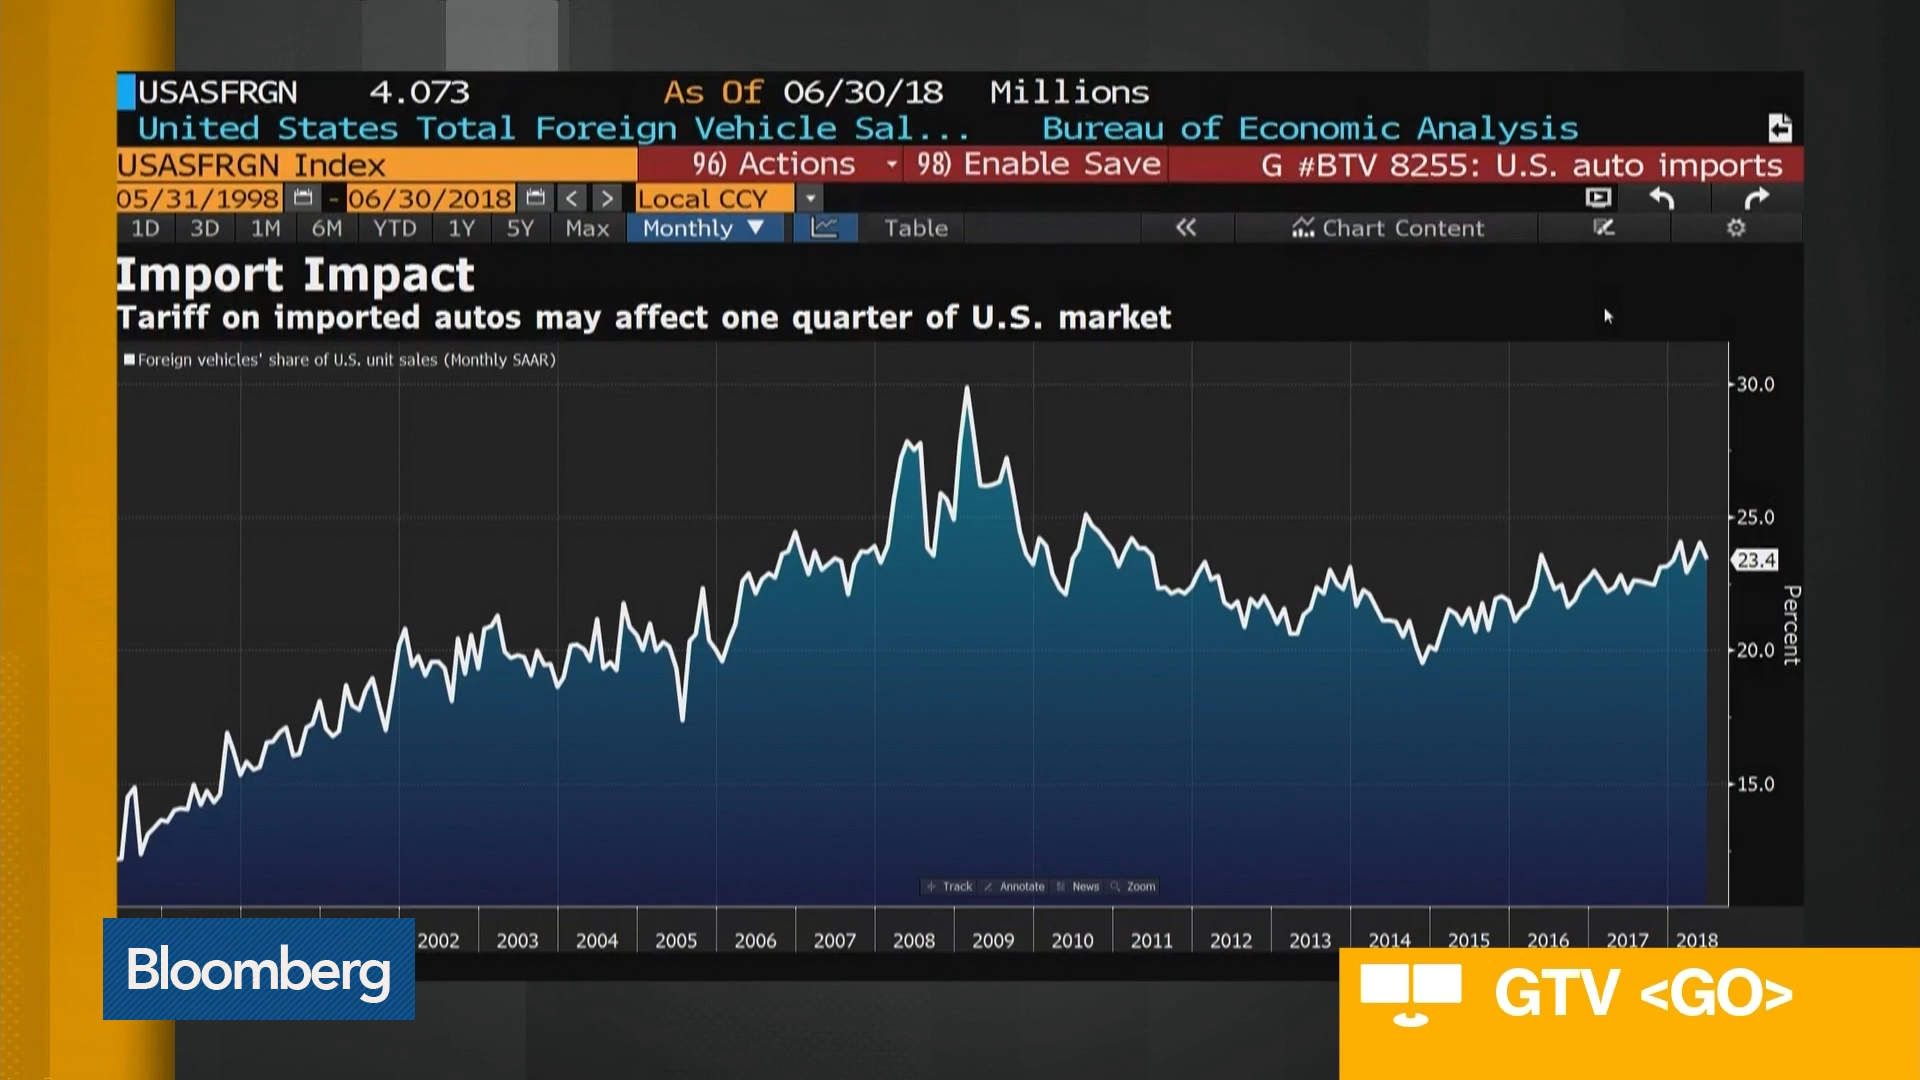 USASFRGN 4.073 As Of 06/30/18 Millions
United States Total Foreign Vehicle Sal... Bureau of Economic Analysis
USASFRGN Index 96) Actions 98) Enable Save G #BTV 8255: U.S. auto imports
05/31/1998 - 06/30/2018 < > Local CCY
1D 3D 1M 6M YTD 1Y 5Y Max Monthly ▼ Table « Chart Content
Import Impact
Tariff on imported autos may affect one quarter of U.S. market
Foreign vehicles' share of U.S. unit sales (Monthly SAAR)
30.0
25.0
23.4
20.0
15.0
Percent
Track Annotate News Zoom
2002 2003 2004 2005 2006 2007 2008 2009 2010 2011 2012 2013 2014 2015 2016 2017 2018
Bloomberg
GTV <GO>